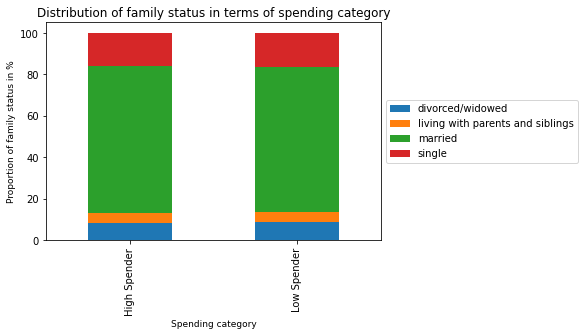 Distribution of family status in terms of spending category
Proportion of family status in %
100
80
60
40
20
0
High Spender
Low Spender
Spending category
divorced/widowed
living with parents and siblings
married
single